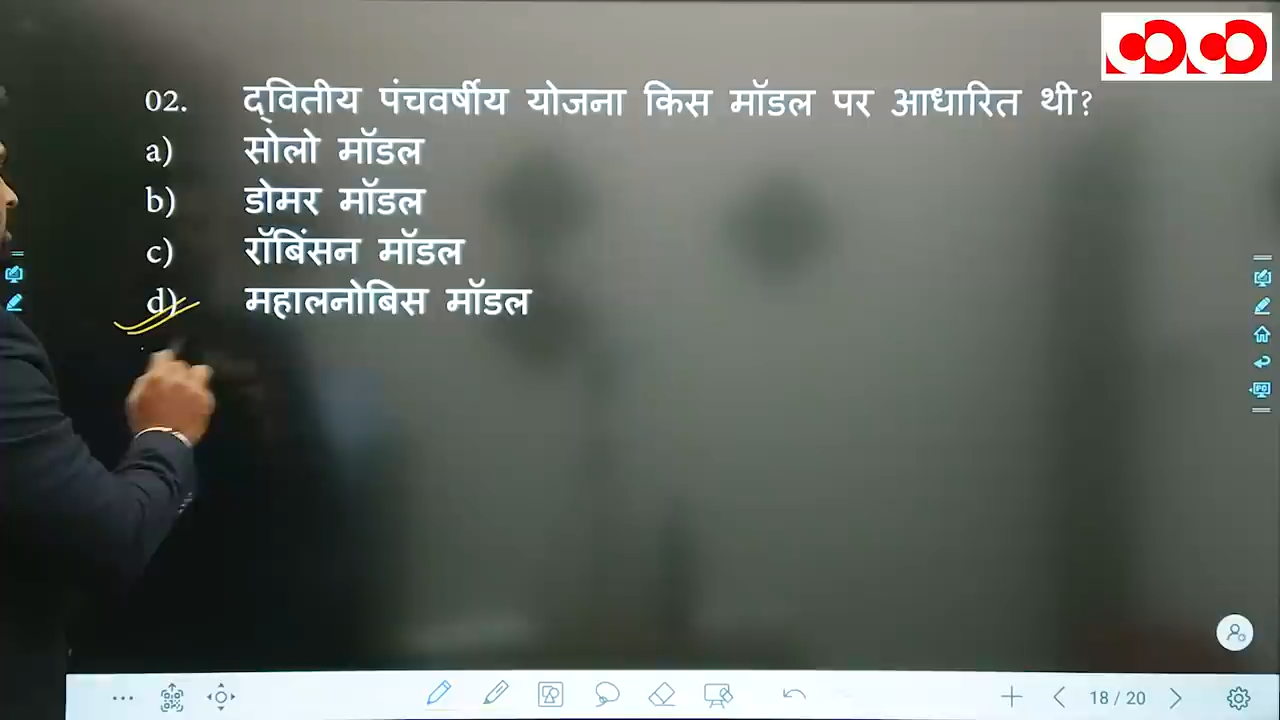 02. द्वितीय पंचवर्षीय योजना किस मॉडल पर आधारित थी?
a) सोलो मॉडल
b) डोमर मॉडल
c) रॉबिंसन मॉडल
d) महालनोबिस मॉडल
18 / 20